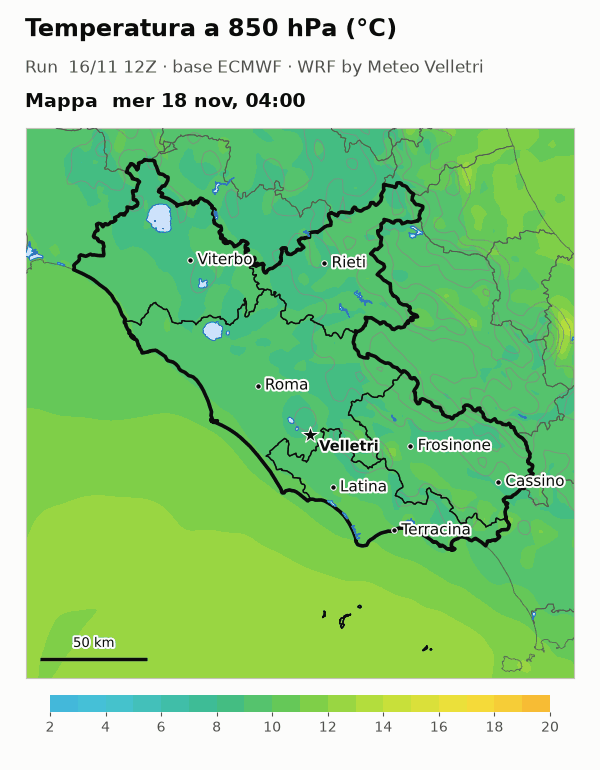 Temperatura a 850 hPa (°C)
Run  16/11 12Z · base ECMWF · WRF by Meteo Velletri
Mappa  mer 18 nov, 04:00
Viterbo
Rieti
Roma
Velletri
Frosinone
Latina
Cassino
Terracina
50 km
2 4 6 8 10 12 14 16 18 20